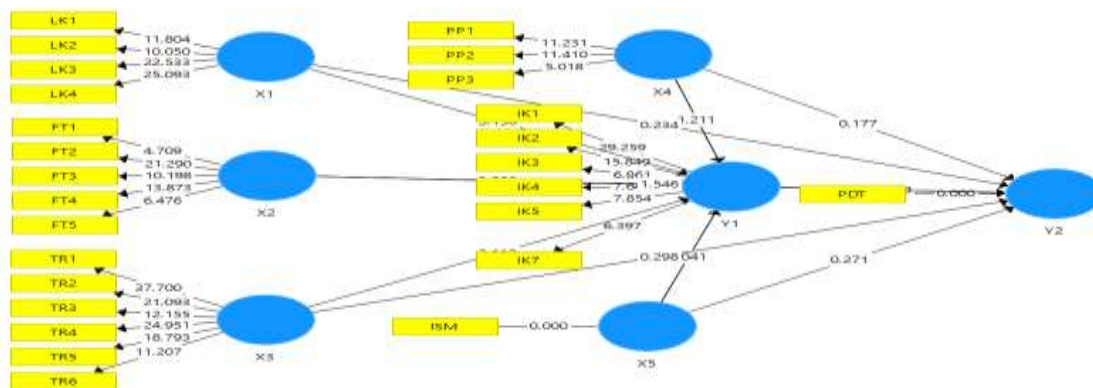 LK1
LK2
LK3
LK4
11.804
10.050
22.533
25.093
X1
FT1
FT2
FT3
FT4
FT5
4.709
21.290
10.198
13.873
6.476
X2
TR1
TR2
TR3
TR4
TR5
TR6
37.700
21.093
12.155
24.951
18.793
11.207
X3
PP1
PP2
PP3
11.231
11.410
5.018
X4
IK1
IK2
IK3
IK4
IK5
IK7
39.259
15.849
6.861
7.854
6.397
Y1
1.211
0.234
0.177
1.546
PDT
0.000
Y2
0.298
0.271
ISM
0.000
X5